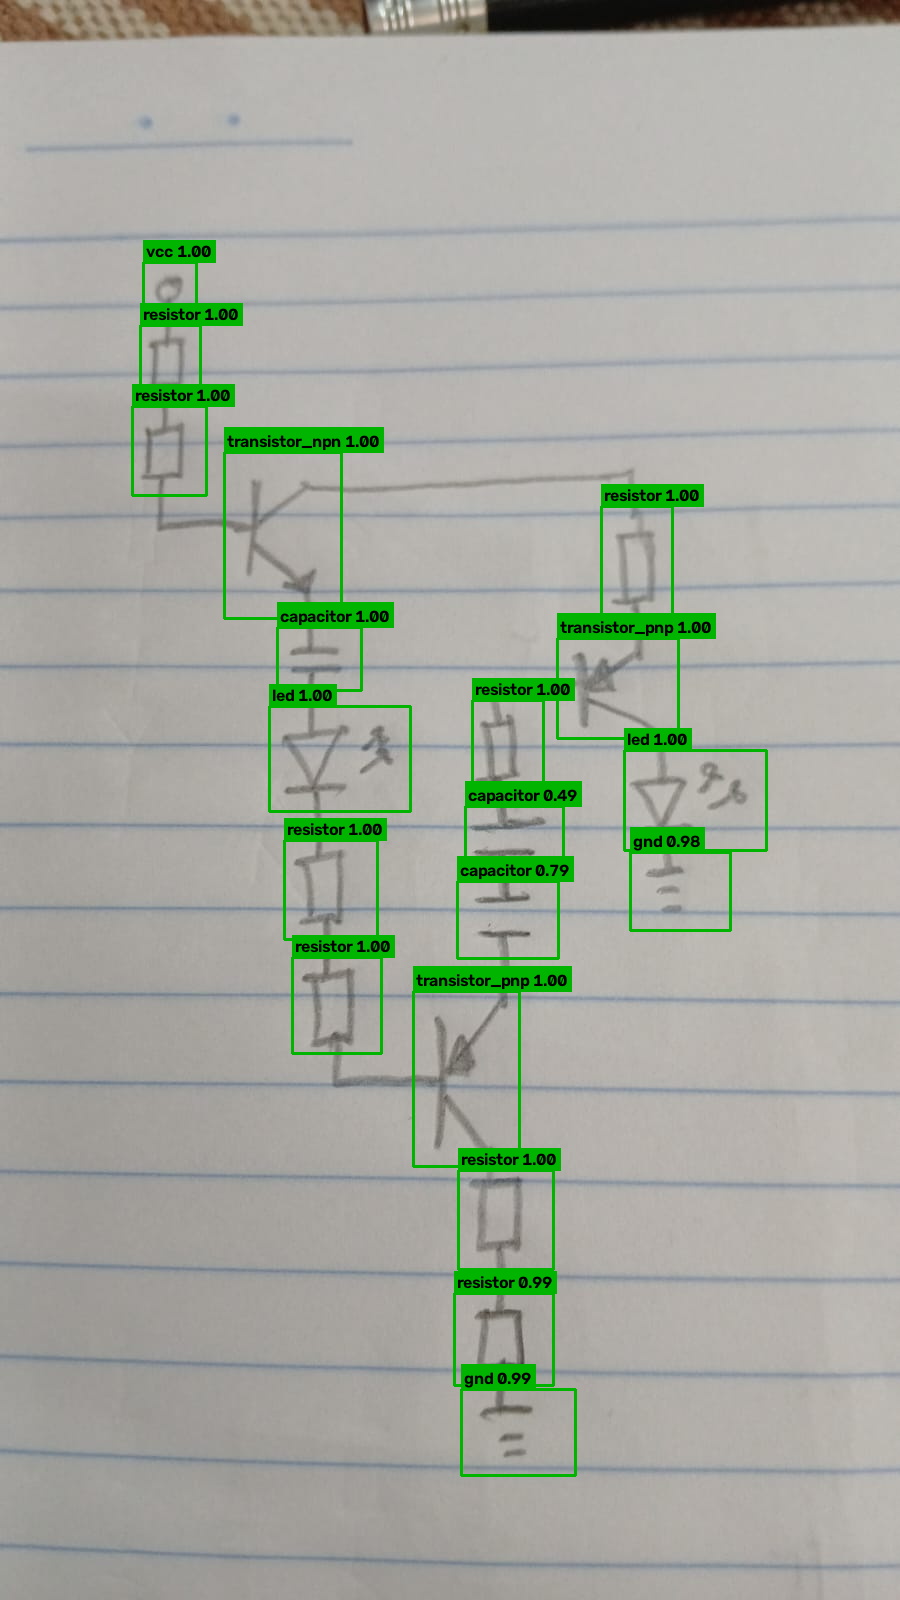 vcc 1.00
resistor 1.00
resistor 1.00
transistor_npn 1.00
resistor 1.00
capacitor 1.00
transistor_pnp 1.00
led 1.00
resistor 1.00
led 1.00
capacitor 0.49
resistor 1.00
gnd 0.98
capacitor 0.79
resistor 1.00
transistor_pnp 1.00
resistor 1.00
resistor 0.99
gnd 0.99